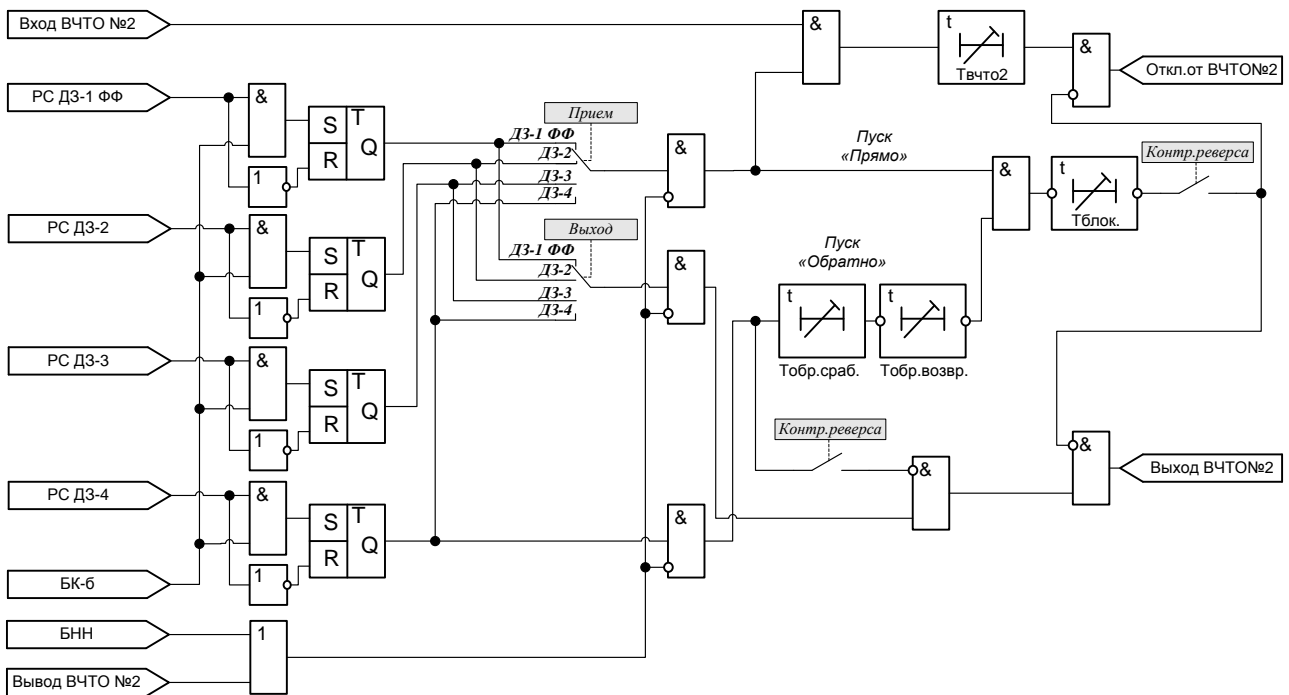 Вход ВЧТО №2
&
t
Твчто2
&
Откл.от ВЧТО№2
РС ДЗ-1 ФФ
&
S
T
R
Q
1
Прием
ДЗ-1 ФФ
ДЗ-2
ДЗ-3
ДЗ-4
&
Пуск
«Прямо»
&
t
Тблок.
Контр.реверса
РС ДЗ-2
&
S
T
R
Q
1
Выход
ДЗ-1 ФФ
ДЗ-2
ДЗ-3
ДЗ-4
&
Пуск
«Обратно»
t
Тобр.сраб.
t
Тобр.возвр.
РС ДЗ-3
&
S
T
R
Q
1
Контр.реверса
&
&
Выход ВЧТО№2
РС ДЗ-4
&
S
T
R
Q
1
&
БК-б
БНН
1
Вывод ВЧТО №2